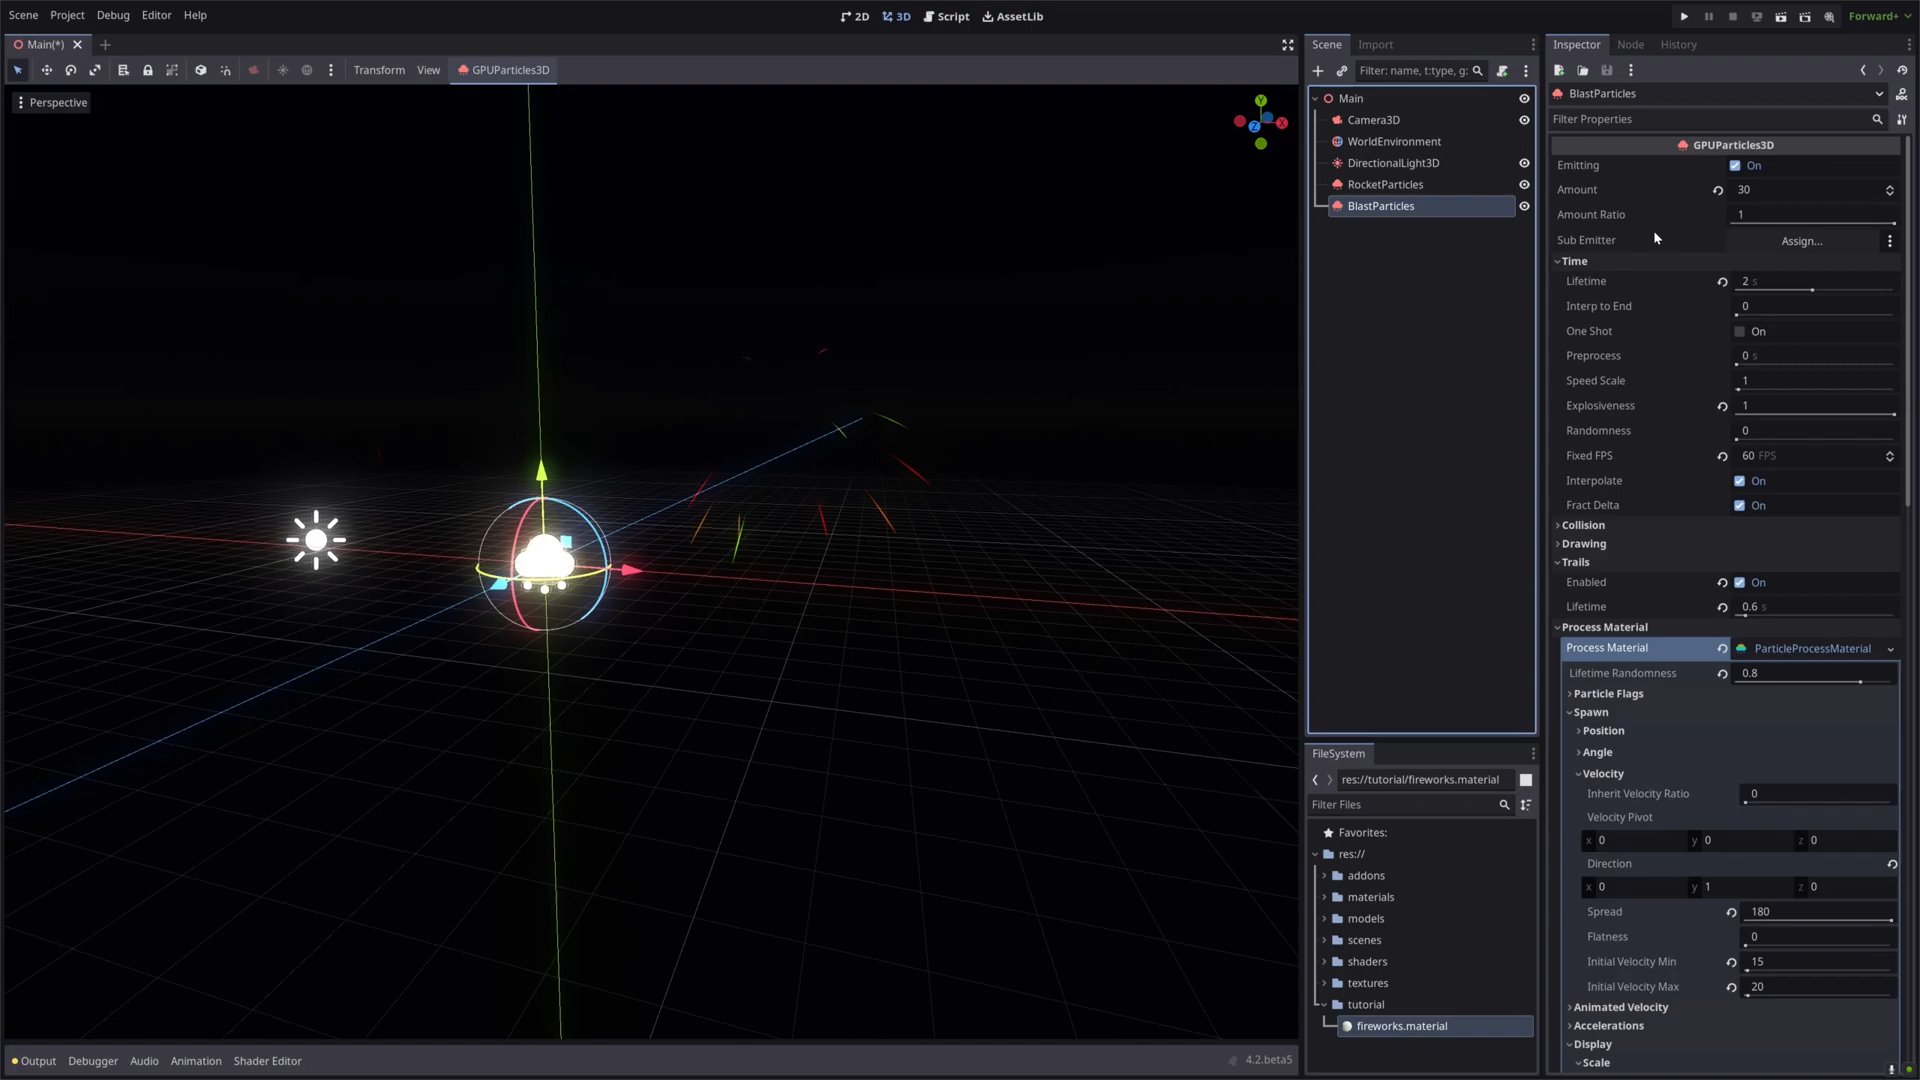 Scene Project Debug Editor Help
2D 3D Script AssetLib
Forward+
Main(*)
Transform View GPUParticles3D
Perspective
Y
X
Z
Scene Import
Filter: name, t:type, g:
Main
Camera3D
WorldEnvironment
DirectionalLight3D
RocketParticles
BlastParticles
FileSystem
res://tutorial/fireworks.material
Filter Files
Favorites:
res://
addons
materials
models
scenes
shaders
textures
tutorial
fireworks.material
Inspector Node History
BlastParticles
DOC
Filter Properties
GPUParticles3D
Emitting On
Amount 30
Amount Ratio 1
Sub Emitter Assign...
Time
Lifetime 2 s
Interp to End 0
One Shot On
Preprocess 0 s
Speed Scale 1
Explosiveness 1
Randomness 0
Fixed FPS 60 FPS
Interpolate On
Fract Delta On
Collision
Drawing
Trails
Enabled On
Lifetime 0.6 s
Process Material
Process Material ParticleProcessMaterial
Lifetime Randomness 0.8
Particle Flags
Spawn
Position
Angle
Velocity
Inherit Velocity Ratio 0
Velocity Pivot
x 0 y 0 z 0
Direction
x 0 y 1 z 0
Spread 180
Flatness 0
Initial Velocity Min 15
Initial Velocity Max 20
Animated Velocity
Accelerations
Display
Scale
Output Debugger Audio Animation Shader Editor
4.2.beta5